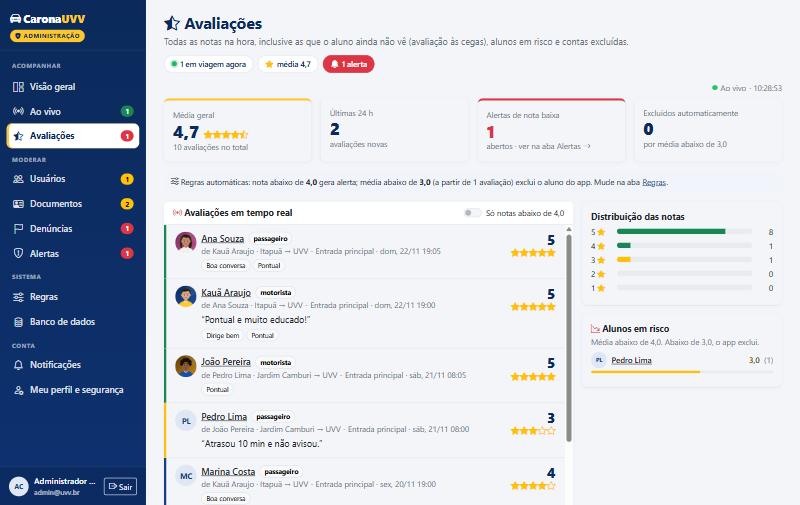 CaronaUVV
ADMINISTRAÇÃO
ACOMPANHAR
Visão geral
Ao vivo 1
Avaliações 1
MODERAR
Usuários 1
Documentos 2
Denúncias 1
Alertas 1
SISTEMA
Regras
Banco de dados
CONTA
Notificações
Meu perfil e segurança
AC
Administrador ...
admin@uvv.br
Sair
Avaliações
Todas as notas na hora, inclusive as que o aluno ainda não vê (avaliação às cegas), alunos em risco e contas excluídas.
1 em viagem agora
média 4,7
1 alerta
Ao vivo · 10:28:53
Média geral
4,7
10 avaliações no total
Últimas 24 h
2
avaliações novas
Alertas de nota baixa
1
abertos · ver na aba Alertas →
Excluídos automaticamente
0
por média abaixo de 3,0
Regras automáticas: nota abaixo de 4,0 gera alerta; média abaixo de 3,0 (a partir de 1 avaliação) exclui o aluno do app. Mude na aba Regras.
Avaliações em tempo real
Só notas abaixo de 4,0
Ana Souza passageiro 5
de Kauã Araujo · Itapuã → UVV · Entrada principal · dom, 22/11 19:05
Boa conversa Pontual
Kauã Araujo motorista 5
de Ana Souza · Itapuã → UVV · Entrada principal · dom, 22/11 19:00
“Pontual e muito educado!”
Dirige bem Pontual
João Pereira motorista 5
de Pedro Lima · Jardim Camburi → UVV · Entrada principal · sáb, 21/11 08:05
Pontual
PL Pedro Lima passageiro 3
de João Pereira · Jardim Camburi → UVV · Entrada principal · sáb, 21/11 08:00
“Atrasou 10 min e não avisou.”
MC Marina Costa passageiro 4
de Kauã Araujo · Itapuã → UVV · Entrada principal · sex, 20/11 19:00
Boa conversa
Distribuição das notas
5 8
4 1
3 1
2 0
1 0
Alunos em risco
Média abaixo de 4,0. Abaixo de 3,0, o app exclui.
PL Pedro Lima 3,0 (1)